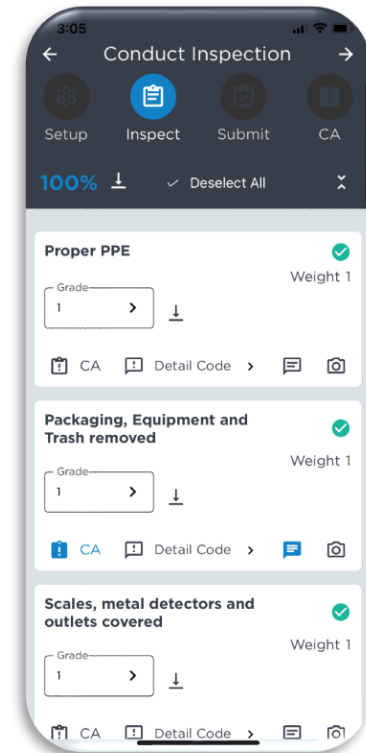 3:05
Conduct Inspection
Setup Inspect Submit CA
100% Deselect All
Proper PPE
Weight 1
Grade
1
CA Detail Code
Packaging, Equipment and
Trash removed
Weight 1
Grade
1
CA Detail Code
Scales, metal detectors and
outlets covered
Weight 1
Grade
1
CA Detail Code